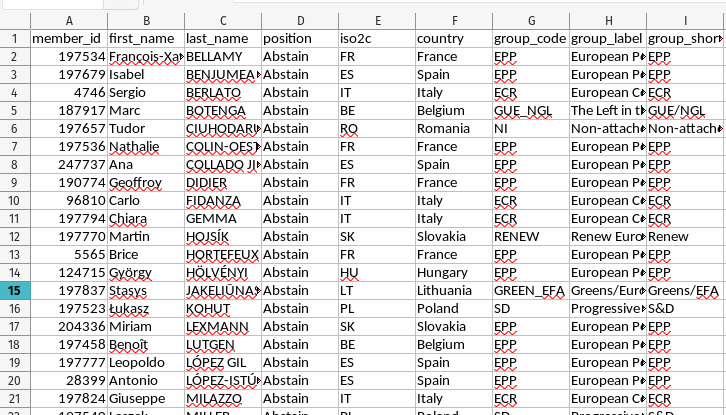 A B C D E F G H I
1 member_id first_name last_name position iso2c country group_code group_label group_shor
2 197534 François-Xa BELLAMY Abstain FR France EPP European P EPP
3 197679 Isabel BENJUMEA Abstain ES Spain EPP European P EPP
4 4746 Sergio BERLATO Abstain IT Italy ECR European C ECR
5 187917 Marc BOTENGA Abstain BE Belgium GUE_NGL The Left in t GUE/NGL
6 197657 Tudor CIUHODARU Abstain RO Romania NI Non-attach Non-attach
7 197536 Nathalie COLIN-OEST Abstain FR France EPP European P EPP
8 247737 Ana COLLADO JI Abstain ES Spain EPP European P EPP
9 190774 Geoffroy DIDIER Abstain FR France EPP European P EPP
10 96810 Carlo FIDANZA Abstain IT Italy ECR European C ECR
11 197794 Chiara GEMMA Abstain IT Italy ECR European C ECR
12 197770 Martin HOJSÍK Abstain SK Slovakia RENEW Renew Euro Renew
13 5565 Brice HORTEFEUX Abstain FR France EPP European P EPP
14 124715 György HÖLVÉNYI Abstain HU Hungary EPP European P EPP
15 197837 Stasys JAKELIŪNA Abstain LT Lithuania GREEN_EFA Greens/Eur Greens/EFA
16 197523 Łukasz KOHUT Abstain PL Poland SD Progressive S&D
17 204336 Miriam LEXMANN Abstain SK Slovakia EPP European P EPP
18 197458 Benoît LUTGEN Abstain BE Belgium EPP European P EPP
19 197777 Leopoldo LÓPEZ GIL Abstain ES Spain EPP European P EPP
20 28399 Antonio LÓPEZ-ISTÚ Abstain ES Spain EPP European P EPP
21 197824 Giuseppe MILAZZO Abstain IT Italy ECR European C ECR